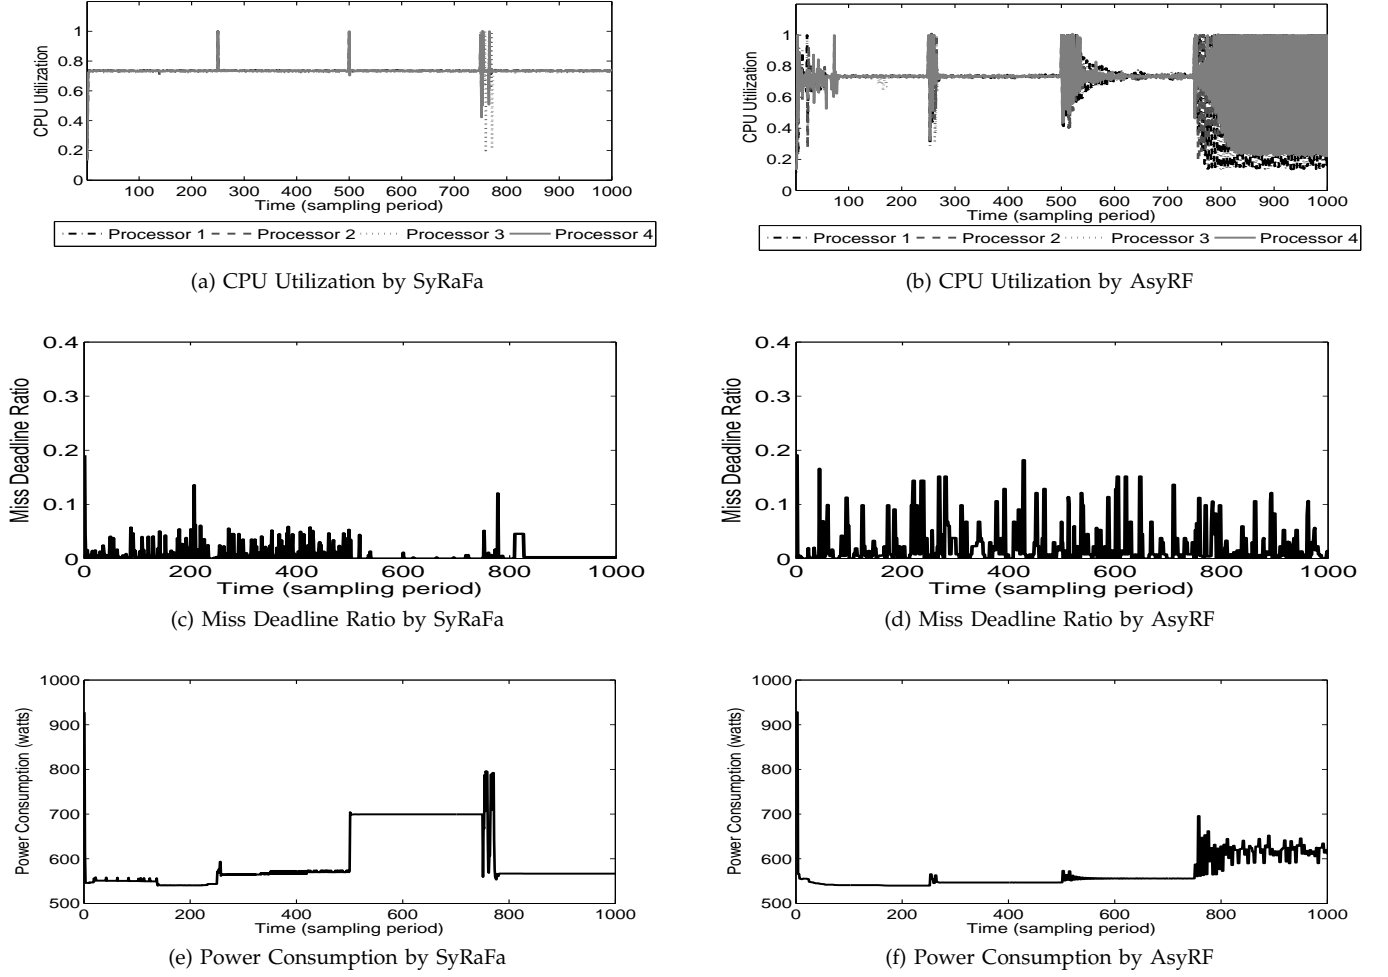 CPU Utilization
1
0.8
0.6
0.4
0.2
0
100 200 300 400 500 600 700 800 900 1000
Time (sampling period)
Processor 1 Processor 2 Processor 3 Processor 4
(a) CPU Utilization by SyRaFa
CPU Utilization
1
0.8
0.6
0.4
0.2
0
100 200 300 400 500 600 700 800 900 1000
Time (sampling period)
Processor 1 Processor 2 Processor 3 Processor 4
(b) CPU Utilization by AsyRF
Miss Deadline Ratio
0.4
0.3
0.2
0.1
0
0 200 400 600 800 1000
Time (sampling period)
(c) Miss Deadline Ratio by SyRaFa
Miss Deadline Ratio
0.4
0.3
0.2
0.1
0
0 200 400 600 800 1000
Time (sampling period)
(d) Miss Deadline Ratio by AsyRF
Power Consumption (watts)
1000
900
800
700
600
500
0 200 400 600 800 1000
Time (sampling period)
(e) Power Consumption by SyRaFa
Power Consumption (watts)
1000
900
800
700
600
500
0 200 400 600 800 1000
Time (sampling period)
(f) Power Consumption by AsyRF